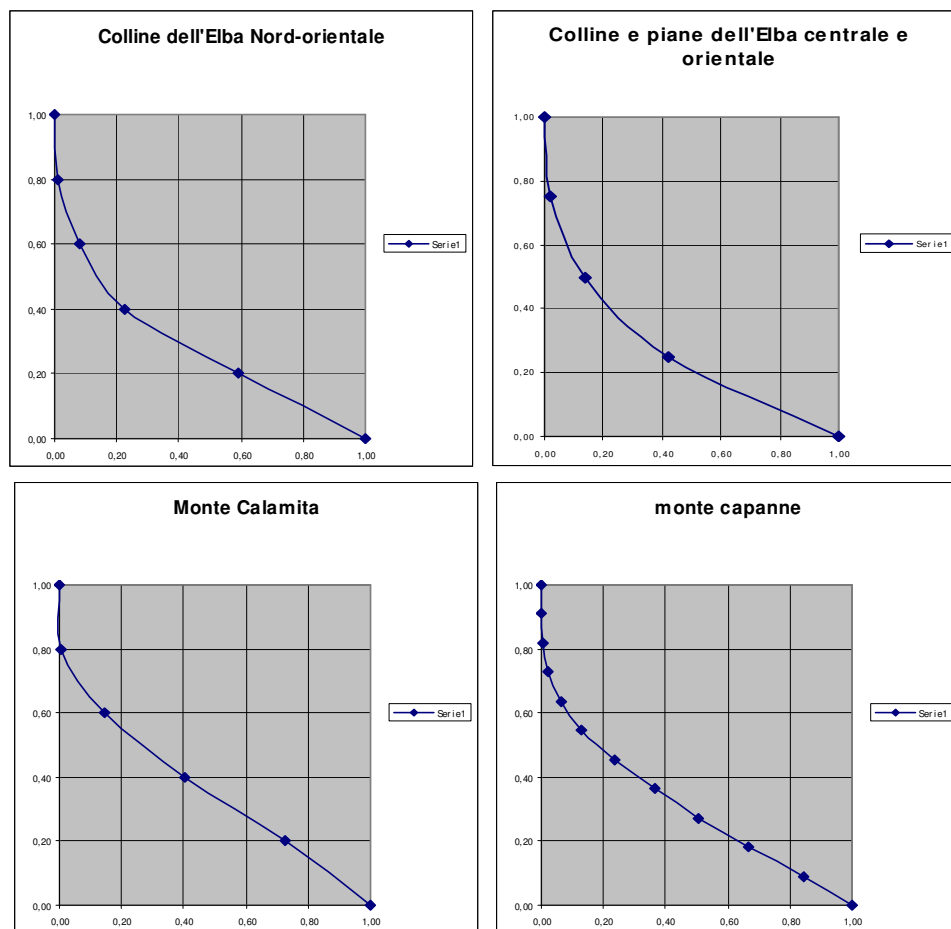 Colline dell'Elba Nord-orientale
1,00
0,80
0,60
0,40
0,20
0,00
0,00 0,20 0,40 0,60 0,80 1,00
Serie1
Colline e piane dell'Elba centrale e
orientale
1,00
0,80
0,60
0,40
0,20
0,00
0,00 0,20 0,40 0,60 0,80 1,00
Serie1
Monte Calamita
1,00
0,80
0,60
0,40
0,20
0,00
0,00 0,20 0,40 0,60 0,80 1,00
Serie1
monte capanne
1,00
0,80
0,60
0,40
0,20
0,00
0,00 0,20 0,40 0,60 0,80 1,00
Serie1